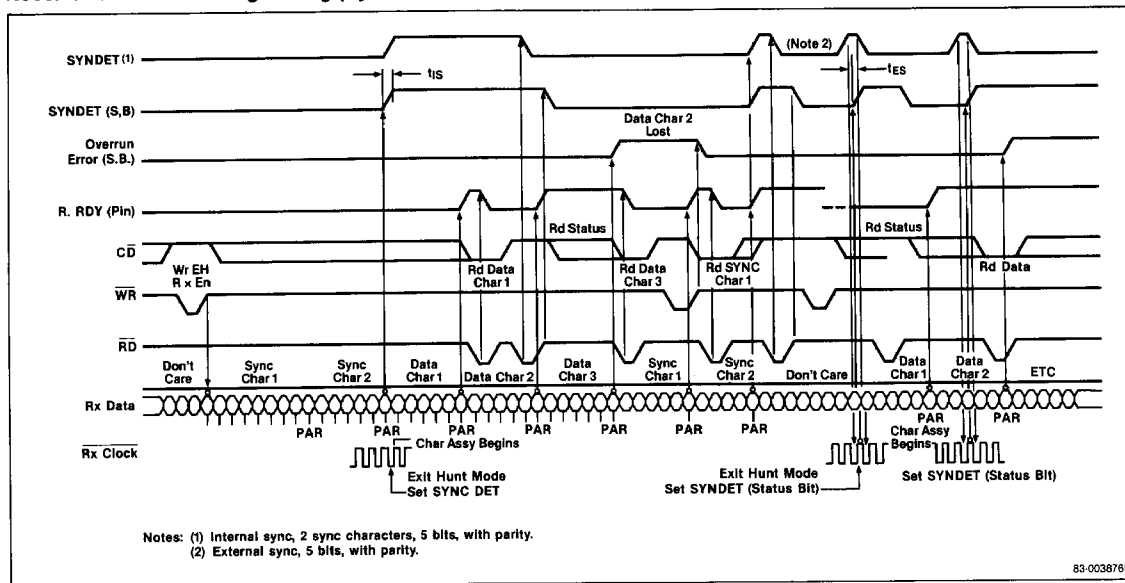 SYNDET (1)
(Note 2)
tIS
tES
SYNDET (S,B)
Data Char 2
Lost
Overrun
Error (S.B.)
R. RDY (Pin)
Rd Status
Rd Status
CD̅
Wr EH
R × En
Rd Data
Char 1
Rd Data
Char 3
Rd SYNC
Char 1
Rd Data
W̅R̅
R̅D̅
Don't
Care
Sync
Char 1
Sync
Char 2
Data
Char 1
Data Char 2
Data
Char 3
Sync
Char 1
Sync
Char 2
Don't Care
Data
Char 1
Data
Char 2
ETC
Rx Data
PAR PAR PAR PAR PAR PAR PAR PAR PAR
R̅x̅ C̅l̅o̅c̅k̅
Char Assy Begins
Char Assy
Begins
Exit Hunt Mode
Set SYNC DET
Exit Hunt Mode
Set SYNDET (Status Bit)
Set SYNDET (Status Bit)
Notes: (1) Internal sync, 2 sync characters, 5 bits, with parity.
(2) External sync, 5 bits, with parity.